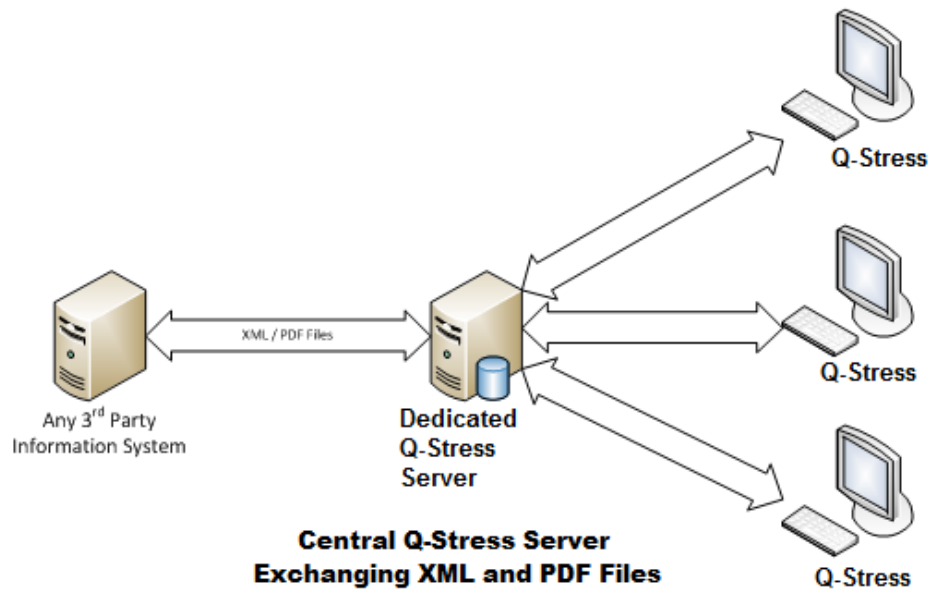 Q-Stress
XML / PDF Files
Q-Stress
Any 3rd Party
Information System
Dedicated
Q-Stress
Server
Central Q-Stress Server
Exchanging XML and PDF Files
Q-Stress